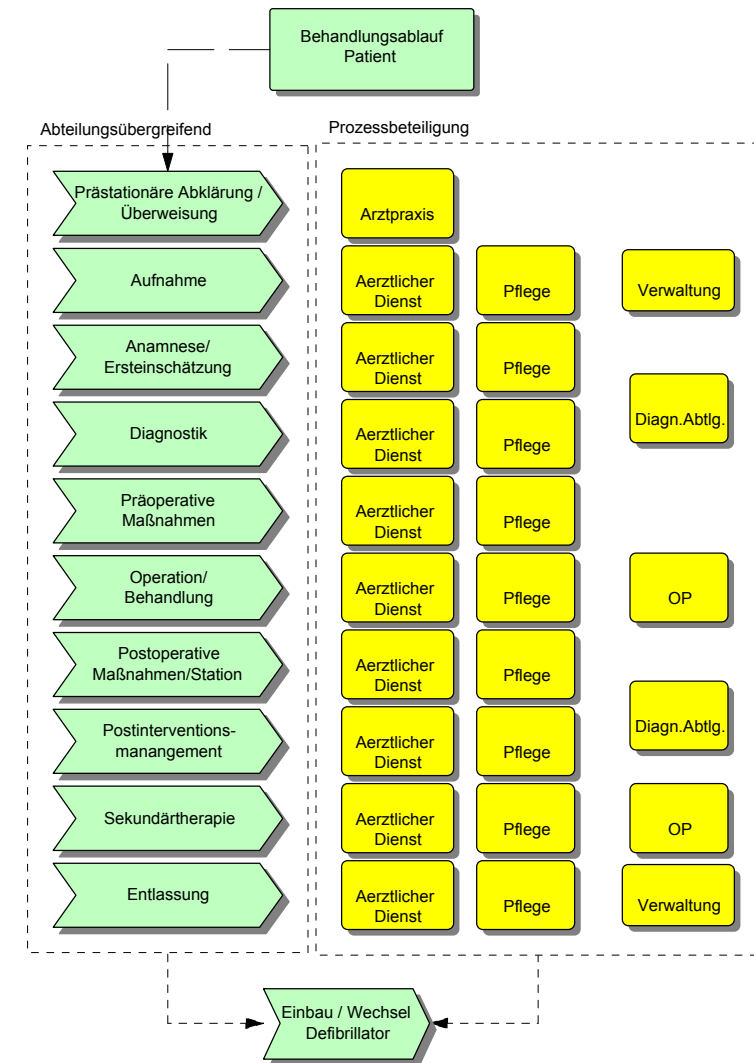 Behandlungsablauf
Patient
Abteilungsübergreifend
Prozessbeteiligung
Prästationäre Abklärung /
Überweisung
Arztpraxis
Aufnahme
Aerztlicher
Dienst
Pflege
Verwaltung
Anamnese/
Ersteinschätzung
Aerztlicher
Dienst
Pflege
Diagn.Abtlg.
Diagnostik
Aerztlicher
Dienst
Pflege
Präoperative
Maßnahmen
Aerztlicher
Dienst
Pflege
Operation/
Behandlung
Aerztlicher
Dienst
Pflege
OP
Postoperative
Maßnahmen/Station
Aerztlicher
Dienst
Pflege
Diagn.Abtlg.
Postinterventions-
manangement
Aerztlicher
Dienst
Pflege
Sekundärtherapie
Aerztlicher
Dienst
Pflege
OP
Entlassung
Aerztlicher
Dienst
Pflege
Verwaltung
Einbau / Wechsel
Defibrillator